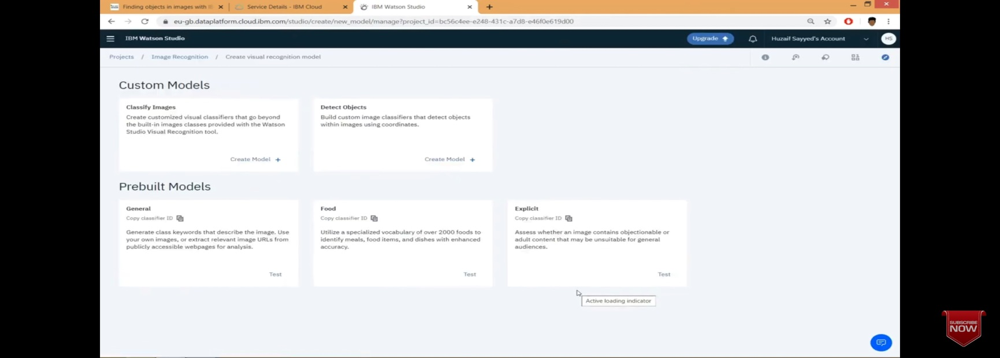 Finding objects in images with IB
Service Details - IBM Cloud
IBM Watson Studio
eu-gb.dataplatform.cloud.ibm.com/studio/create/new_model/manage?project_id=bc56c4ee-e248-431c-a7d8-e46f0e619d00
IBM Watson Studio
Upgrade
Huzaif Sayyed's Account
HS
Projects / Image Recognition / Create visual recognition model
Custom Models
Classify Images
Create customized visual classifiers that go beyond
the built-in images classes provided with the Watson
Studio Visual Recognition tool.
Create Model +
Detect Objects
Build custom image classifiers that detect objects
within images using coordinates.
Create Model +
Prebuilt Models
General
Copy classifier ID
Generate class keywords that describe the image. Use
your own images, or extract relevant image URLs from
publicly accessible webpages for analysis.
Test
Food
Copy classifier ID
Utilize a specialized vocabulary of over 2000 foods to
identify meals, food items, and dishes with enhanced
accuracy.
Test
Explicit
Copy classifier ID
Assess whether an image contains objectionable or
adult content that may be unsuitable for general
audiences.
Test
Active loading indicator
SUBSCRIBE
NOW